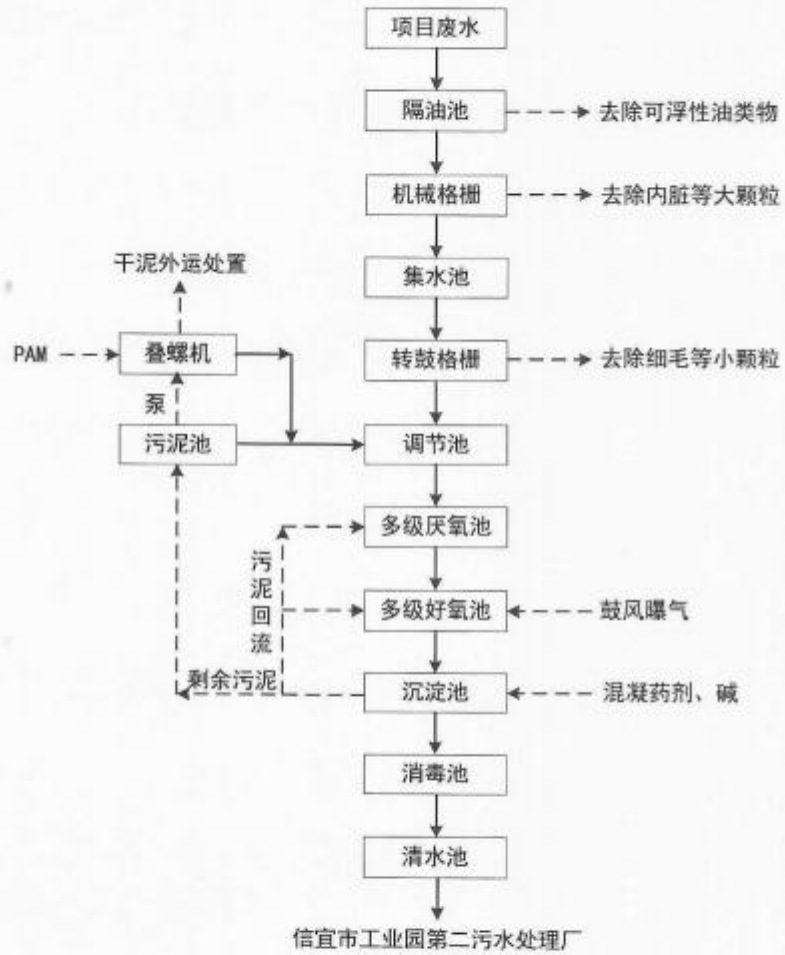 项目废水
隔油池
去除可浮性油类物
机械格栅
去除内脏等大颗粒
干泥外运处置
集水池
PAM
叠螺机
转鼓格栅
去除细毛等小颗粒
泵
污泥池
调节池
多级厌氧池
污泥回流
多级好氧池
鼓风曝气
剩余污泥
沉淀池
混凝药剂、碱
消毒池
清水池
信宜市工业园第二污水处理厂